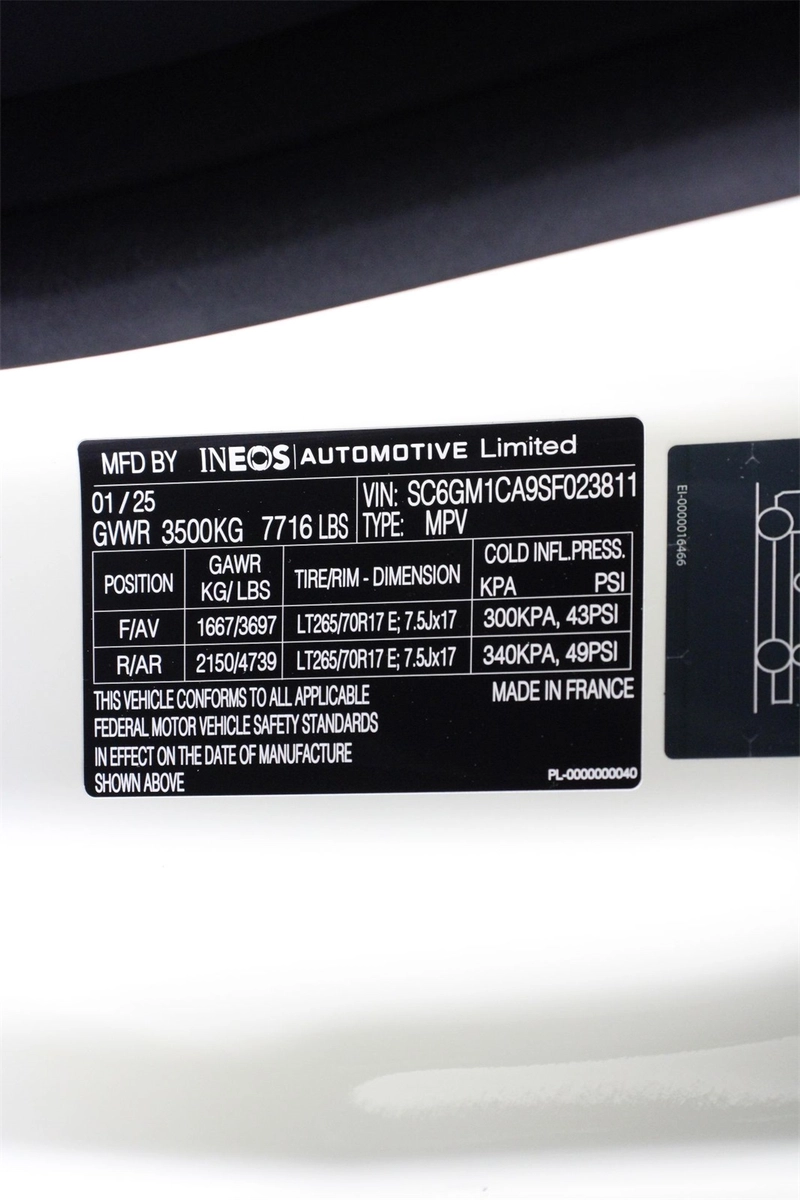 MFD BY INEOS AUTOMOTIVE Limited
01/25
GVWR 3500KG 7716 LBS
VIN: SC6GM1CA9SF023811
TYPE: MPV
POSITION GAWR KG/LBS TIRE/RIM - DIMENSION COLD INFL.PRESS. KPA PSI
F/AV 1667/3697 LT265/70R17 E; 7.5Jx17 300KPA, 43PSI
R/AR 2150/4739 LT265/70R17 E; 7.5Jx17 340KPA, 49PSI
THIS VEHICLE CONFORMS TO ALL APPLICABLE
FEDERAL MOTOR VEHICLE SAFETY STANDARDS
IN EFFECT ON THE DATE OF MANUFACTURE
SHOWN ABOVE
MADE IN FRANCE
PL-0000000040
EI-0000016466